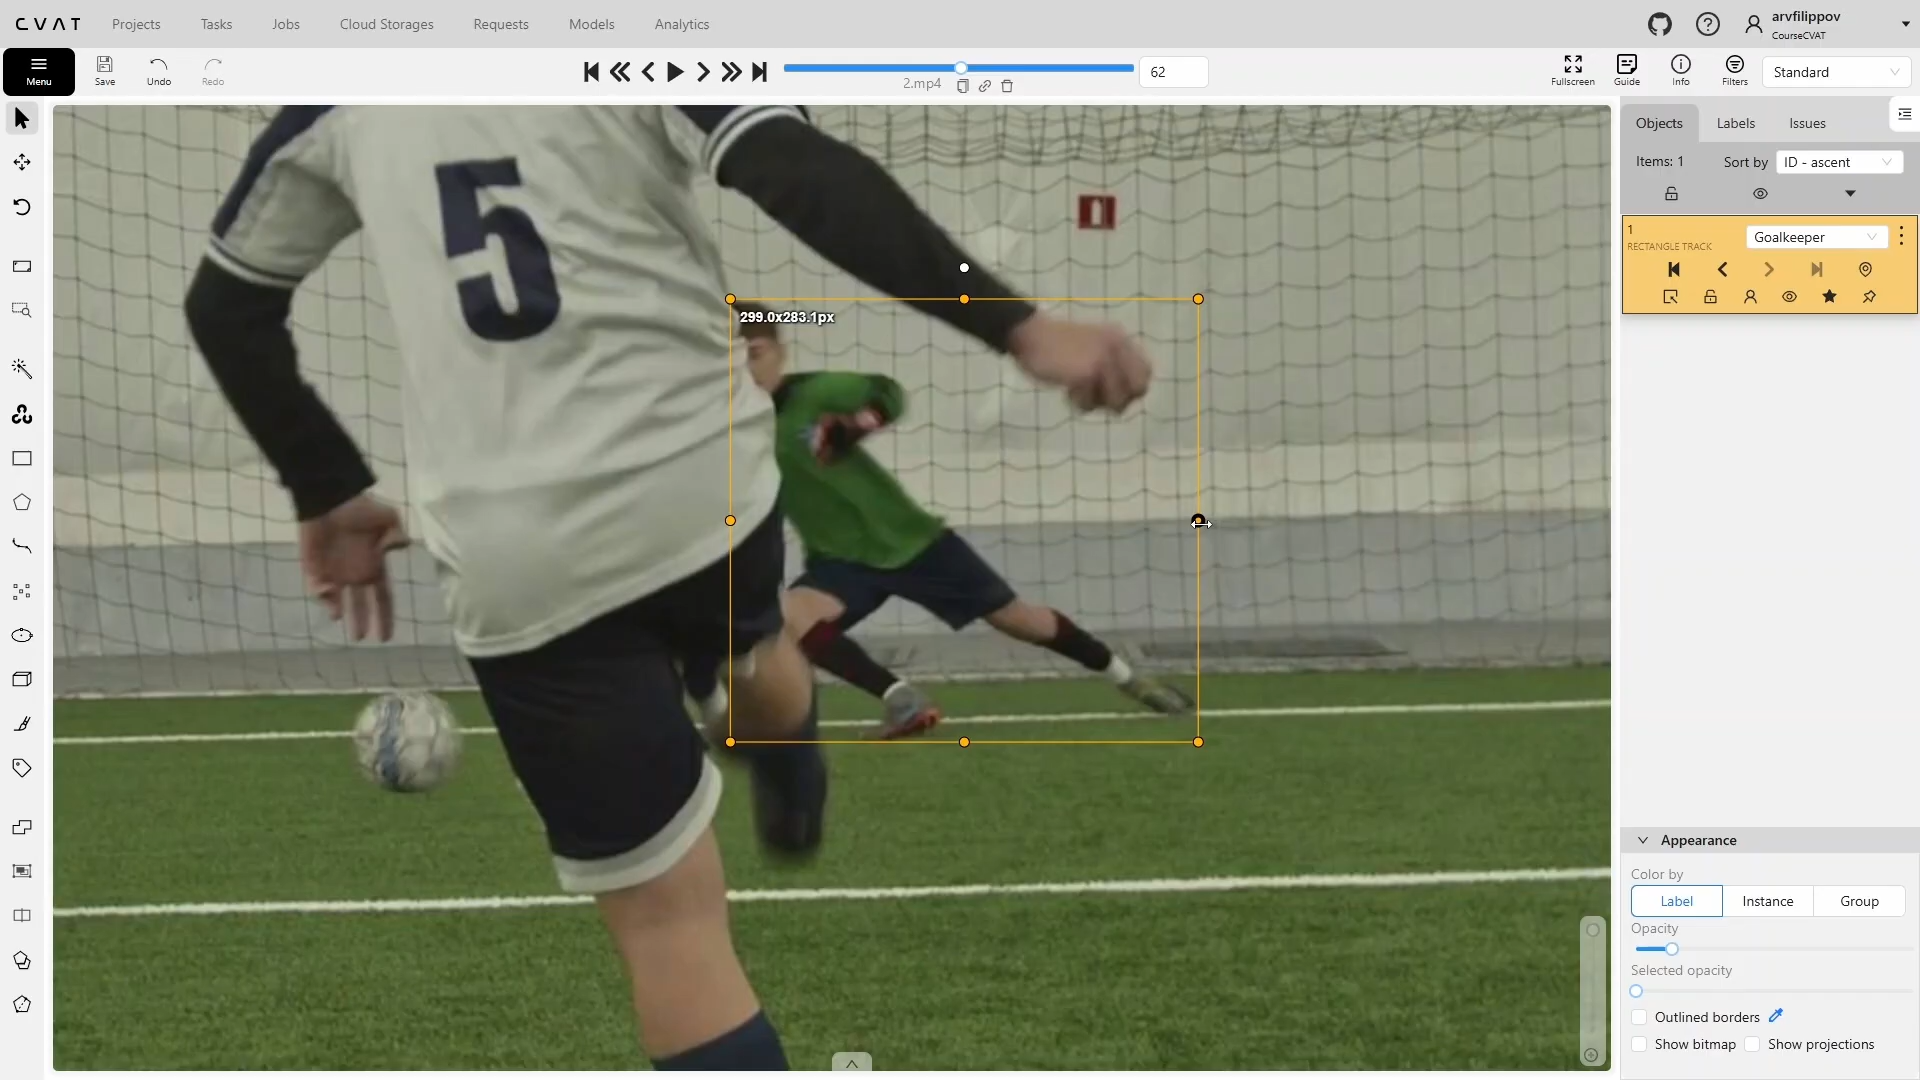 CVAT Projects Tasks Jobs Cloud Storages Requests Models Analytics arvfilippov
CourseCVAT
Menu Save Undo Redo 2.mp4 62 Fullscreen Guide Info Filters Standard
Objects Labels Issues
Items: 1 Sort by ID - ascent
1
RECTANGLE TRACK Goalkeeper
299.0x283.1px
5
Appearance
Color by
Label Instance Group
Opacity
Selected opacity
Outlined borders
Show bitmap Show projections